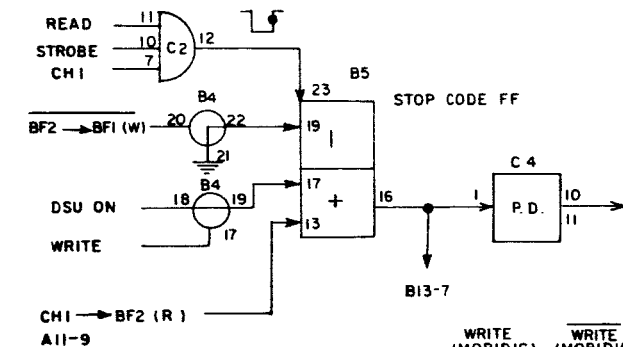 READ 11
STROBE 10 C2 12
CH1 7
B5
23 STOP CODE FF
B4
BF2 → BF1 (W) 20 22 19
21
B4
DSU ON 18 19 17 + 16 1 C4 P.D. 10
17 13 11
WRITE
B13-7
CH1 → BF2 (R)
A11-9
WRITE WRITE